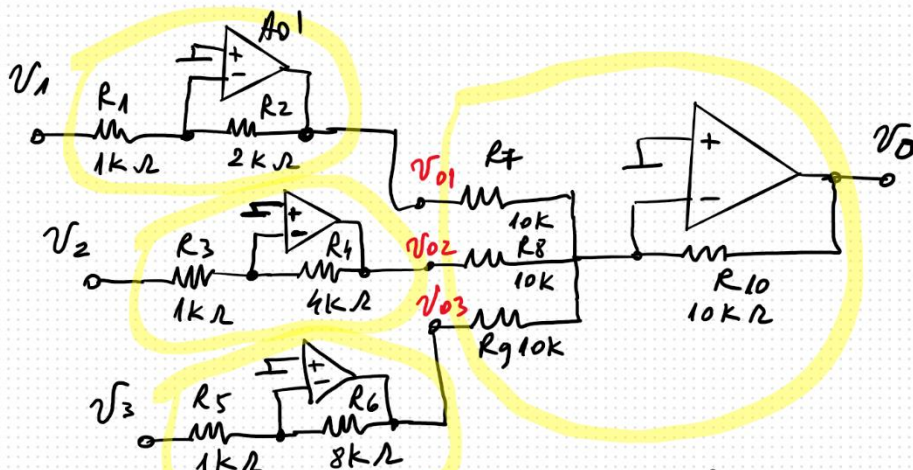 A01
V1
R1
1kΩ
+
-
R2
2kΩ
V01
R7
10K
V2
R3
1kΩ
+
-
R4
4kΩ
V02
R8
10K
V03
R9 10K
+
-
V0
R10
10kΩ
V3
R5
1kΩ
+
-
R6
8kΩ